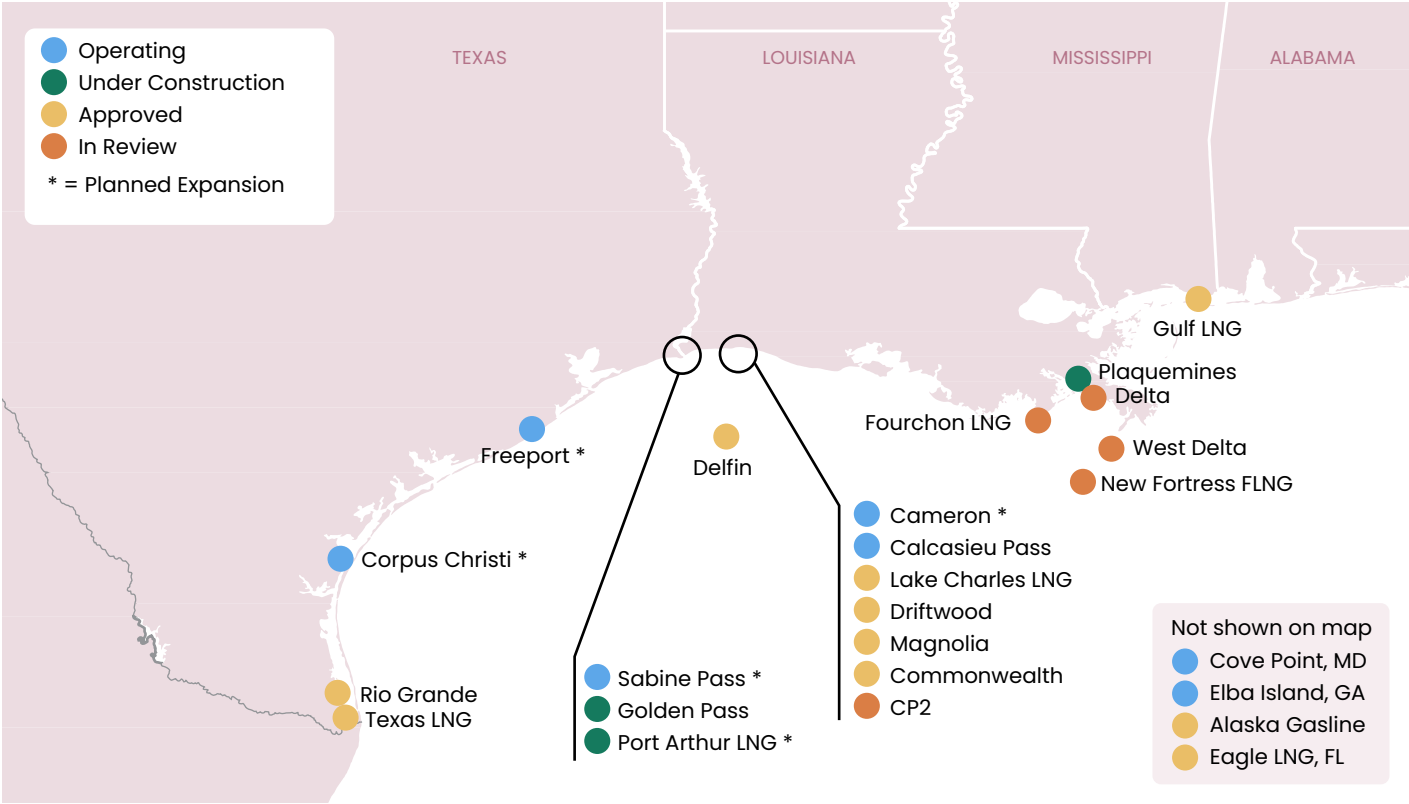 Operating
Under Construction
Approved
In Review
* = Planned Expansion
TEXAS
LOUISIANA
MISSISSIPPI
ALABAMA
Gulf LNG
Plaquemines
Delta
Fourchon LNG
West Delta
New Fortress FLNG
Freeport *
Delfin
Corpus Christi *
Rio Grande
Texas LNG
Sabine Pass *
Golden Pass
Port Arthur LNG *
Cameron *
Calcasieu Pass
Lake Charles LNG
Driftwood
Magnolia
Commonwealth
CP2
Not shown on map
Cove Point, MD
Elba Island, GA
Alaska Gasline
Eagle LNG, FL